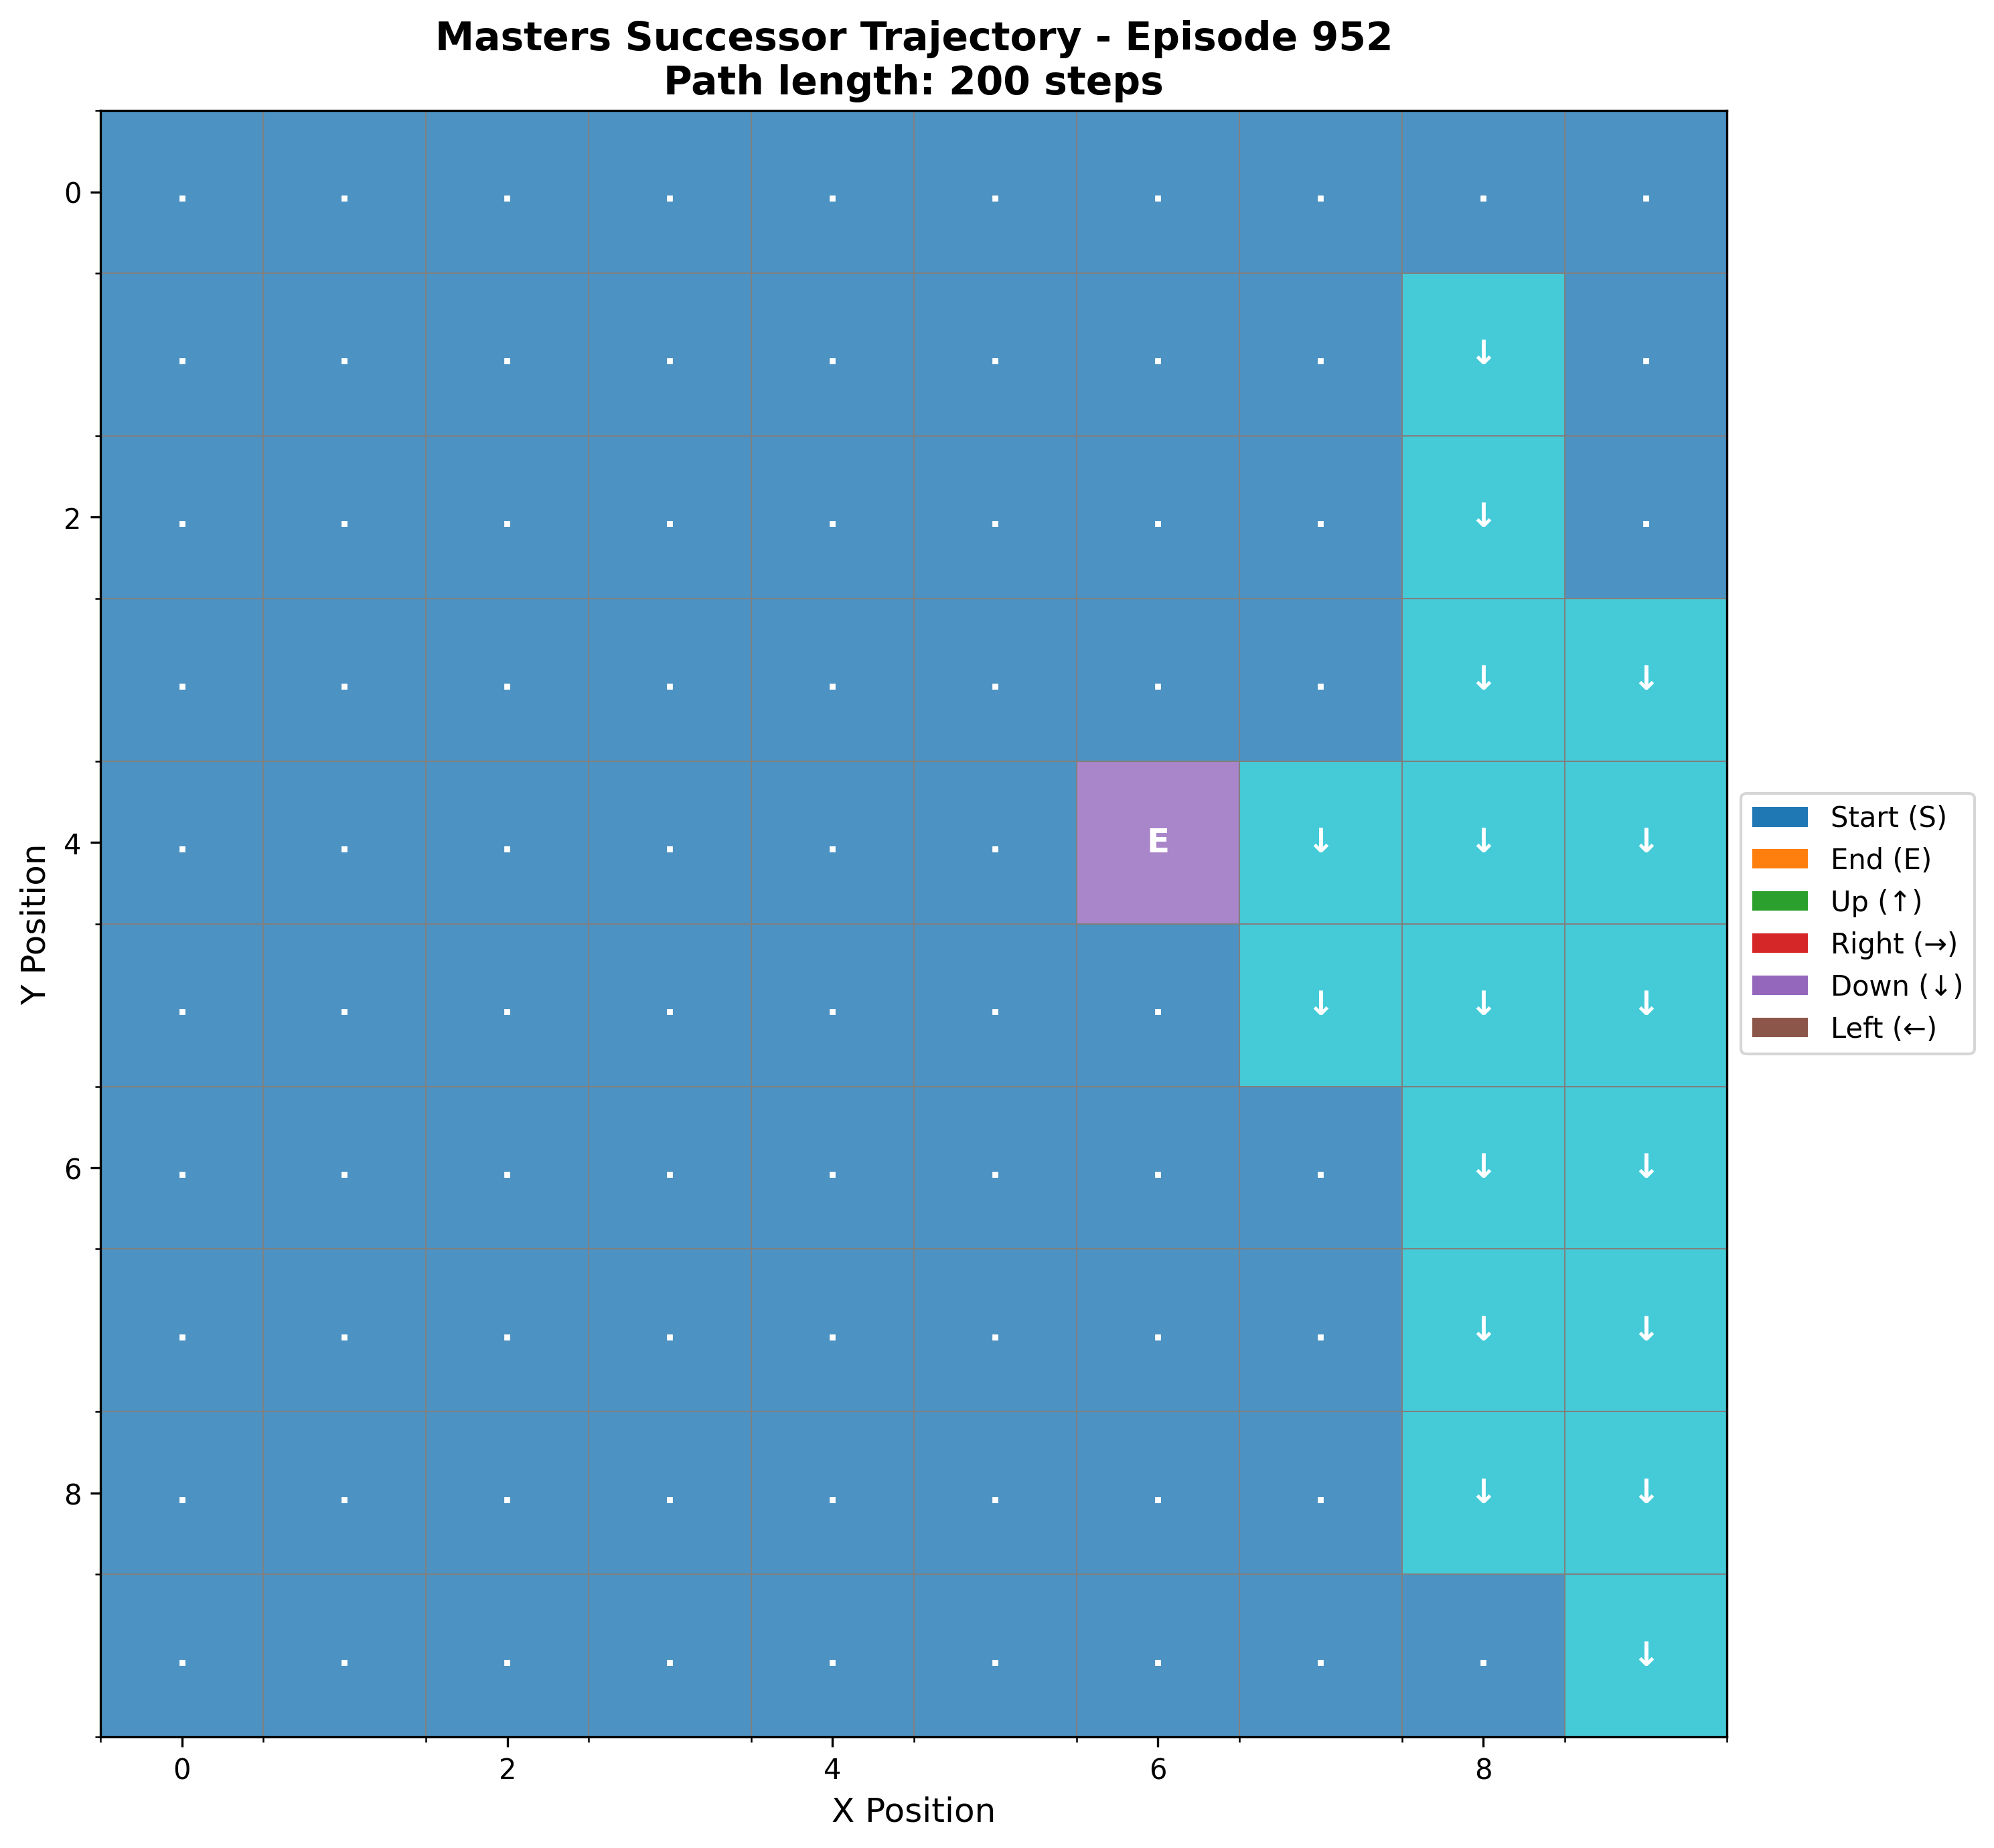 Masters Successor Trajectory - Episode 952
Path length: 200 steps
0 . . . . . . . . . .
. . . . . . . . ↓ .
2 . . . . . . . . ↓ .
. . . . . . . . ↓ ↓
4 . . . . . . E ↓ ↓ ↓
. . . . . . . ↓ ↓ ↓
6 . . . . . . . . ↓ ↓
. . . . . . . . ↓ ↓
8 . . . . . . . . ↓ ↓
. . . . . . . . . ↓
0 2 4 6 8
X Position
Y Position
Start (S)
End (E)
Up (↑)
Right (→)
Down (↓)
Left (←)